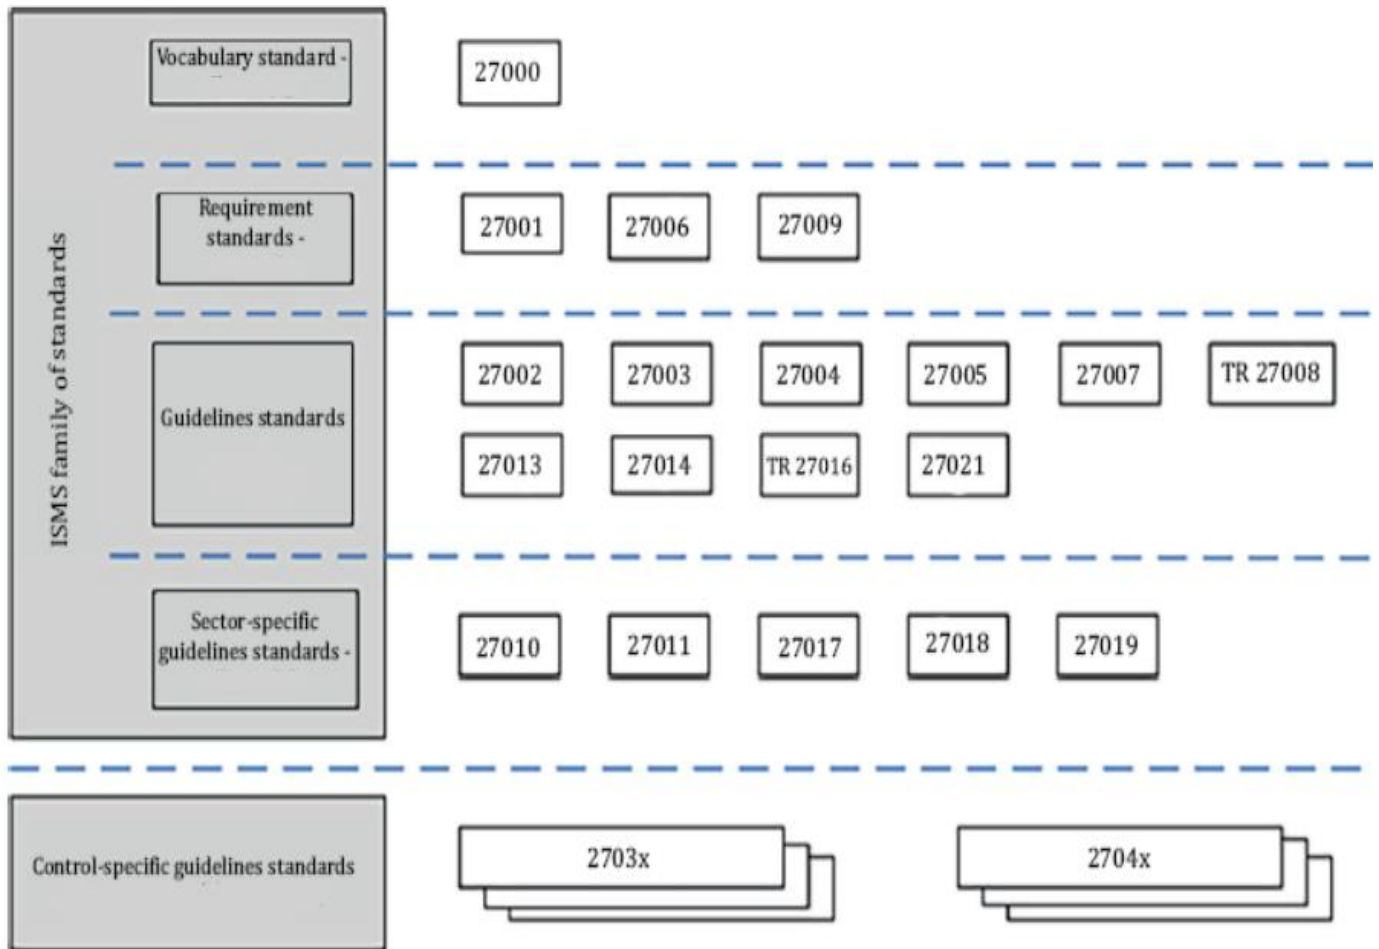 Vocabulary standard -
27000
Requirement
standards -
27001
27006
27009
ISMS family of standards
Guidelines standards
27002
27003
27004
27005
27007
TR 27008
27013
27014
TR 27016
27021
Sector-specific
guidelines standards -
27010
27011
27017
27018
27019
Control-specific guidelines standards
2703x
2704x